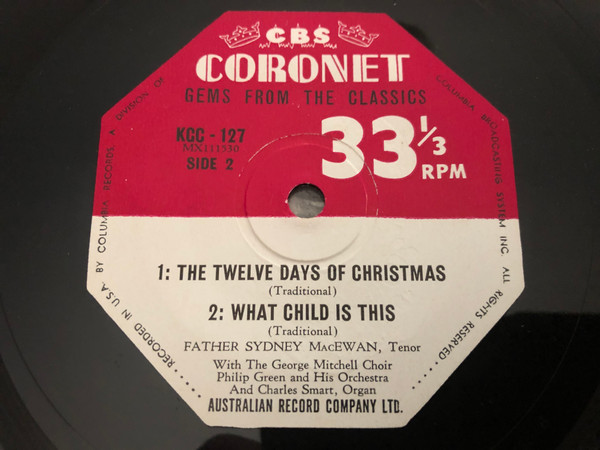 CBS
CORONET
GEMS FROM THE CLASSICS
KCC - 127
MX111530
SIDE 2
33⅓
RPM
1: THE TWELVE DAYS OF CHRISTMAS
(Traditional)
2: WHAT CHILD IS THIS
(Traditional)
FATHER SYDNEY MACEWAN, Tenor
With The George Mitchell Choir
Philip Green and His Orchestra
And Charles Smart, Organ
AUSTRALIAN RECORD COMPANY LTD.
RECORDED IN U.S.A. BY COLUMBIA RECORDS A DIVISION OF
COLUMBIA BROADCASTING SYSTEM INC. ALL RIGHTS RESERVED